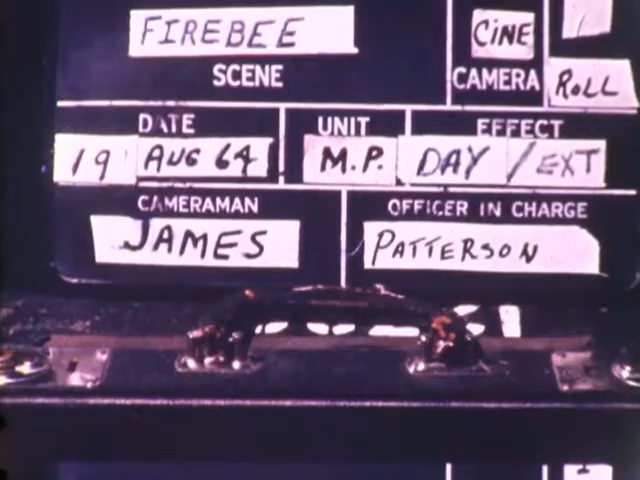 FIREBEE
CINE
SCENE
CAMERA
ROLL
DATE
UNIT
EFFECT
19 AUG 64
M.P.
DAY / EXT
CAMERAMAN
OFFICER IN CHARGE
JAMES
PATTERSON